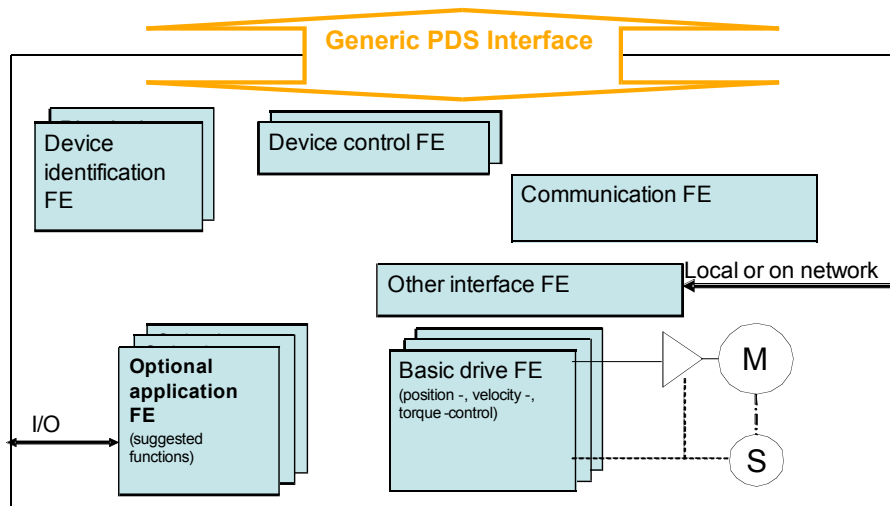 Generic PDS Interface
Device
identification
FE
Device control FE
Communication FE
Local or on network
Other interface FE
Optional
application
FE
(suggested
functions)
I/O
Basic drive FE
(position -, velocity -,
torque -control)
M
S